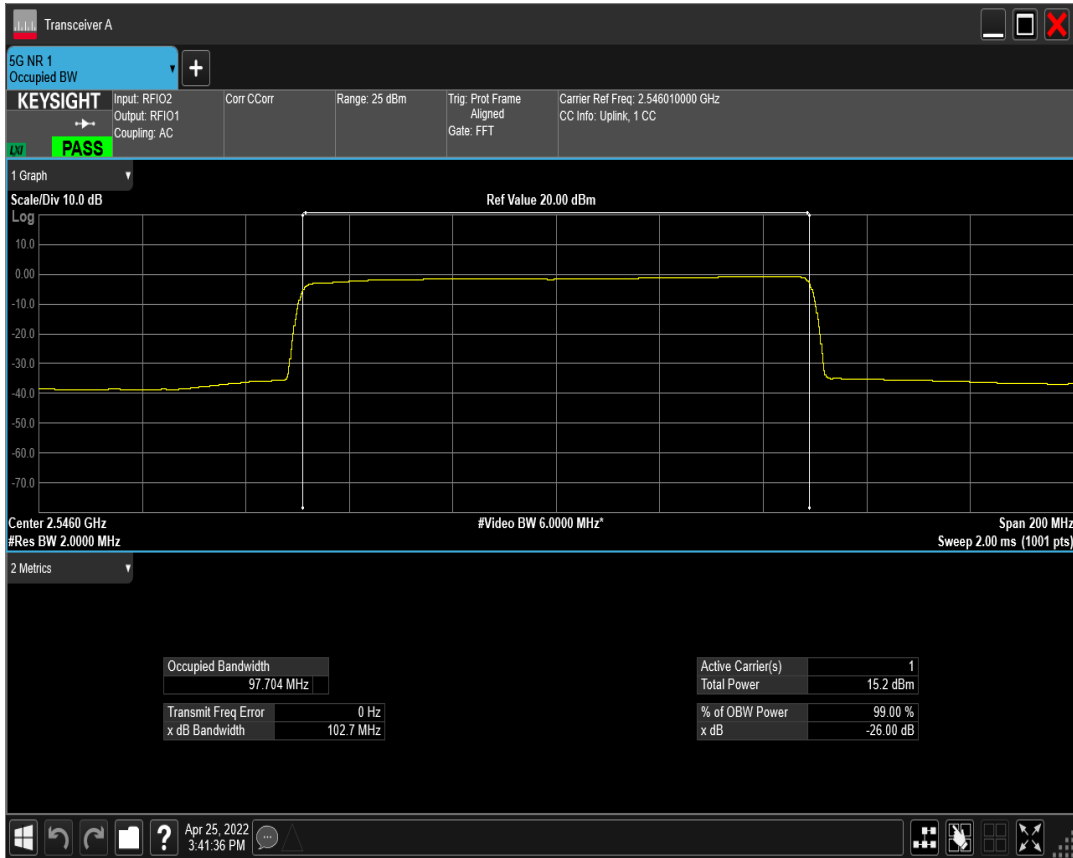 Transceiver A
5G NR 1
Occupied BW
+
KEYSIGHT
Input: RFIO2
Output: RFIO1
Coupling: AC
Corr CCorr
Range: 25 dBm
Trig: Prot Frame
Aligned
Gate: FFT
Carrier Ref Freq: 2.546010000 GHz
CC Info: Uplink, 1 CC
LXI
PASS
1 Graph
Scale/Div 10.0 dB
Ref Value 20.00 dBm
Log
10.0
0.00
-10.0
-20.0
-30.0
-40.0
-50.0
-60.0
-70.0
Center 2.5460 GHz
#Video BW 6.0000 MHz*
Span 200 MHz
#Res BW 2.0000 MHz
Sweep 2.00 ms (1001 pts)
2 Metrics
Occupied Bandwidth
97.704 MHz
Transmit Freq Error 0 Hz
x dB Bandwidth 102.7 MHz
Active Carrier(s) 1
Total Power 15.2 dBm
% of OBW Power 99.00 %
x dB -26.00 dB
?
Apr 25, 2022
3:41:36 PM